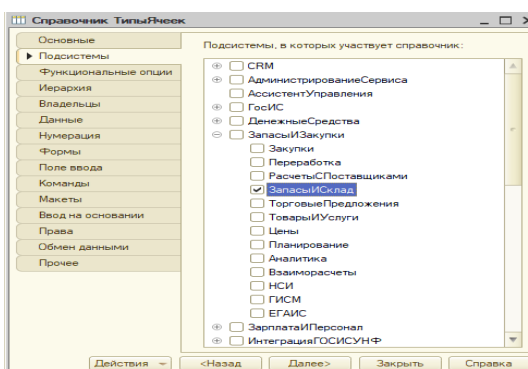 Справочник ТипыЯчеек
Основные
Подсистемы
Функциональные опции
Иерархия
Владельцы
Данные
Нумерация
Формы
Поле ввода
Команды
Макеты
Ввод на основании
Права
Обмен данными
Прочее
Подсистемы, в которых участвует справочник:
CRM
АдминистрированиеСервиса
АссистентУправления
ГосИС
ДенежныеСредства
ЗапасыИЗакупки
Закупки
Переработка
РасчетыСПоставщиками
ЗапасыИСклад
ТорговыеПредложения
ТоварыИУслуги
Цены
Планирование
Аналитика
Взаиморасчеты
НСИ
ГИСМ
ЕГАИС
ЗарплатаИПерсонал
ИнтеграцияГОСИСУНФ
Действия <Назад Далее> Закрыть Справка